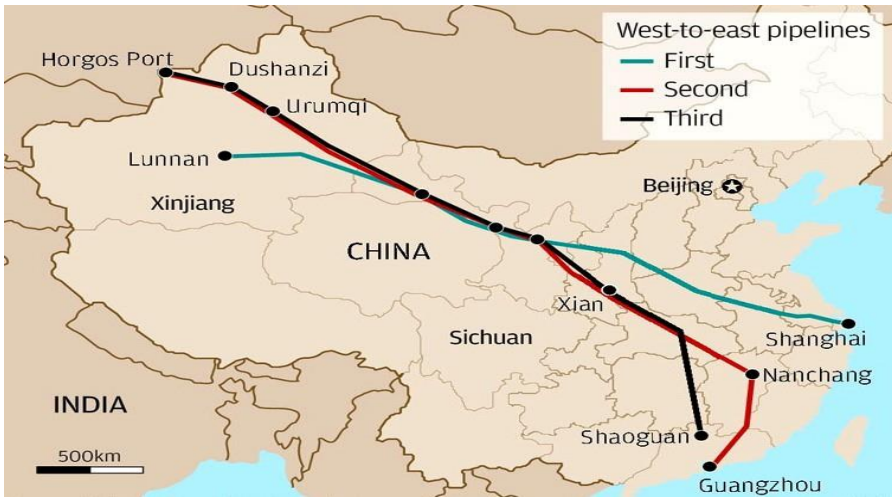 West-to-east pipelines
First
Second
Third
Horgos Port
Dushanzi
Urumqi
Lunnan
Xinjiang
Beijing
CHINA
Xian
Sichuan
Shanghai
Nanchang
INDIA
Shaoguan
500km
Guangzhou